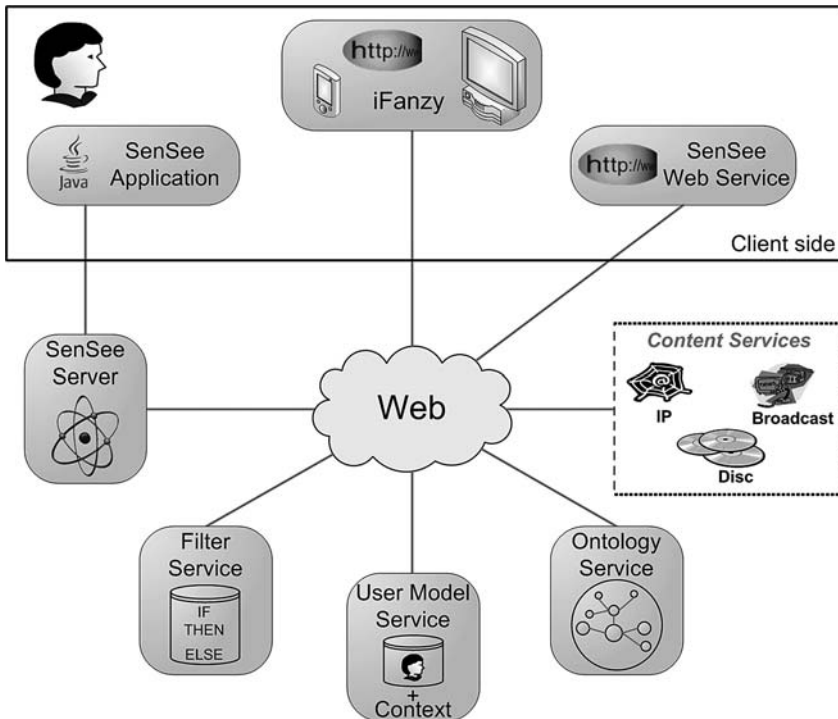 http://ww
iFanzy
SenSee
Application
Java
http://ww
SenSee
Web Service
Client side
SenSee
Server
Web
Content Services
IP
Broadcast
Disc
Filter
Service
IF
THEN
ELSE
User Model
Service
+
Context
Ontology
Service